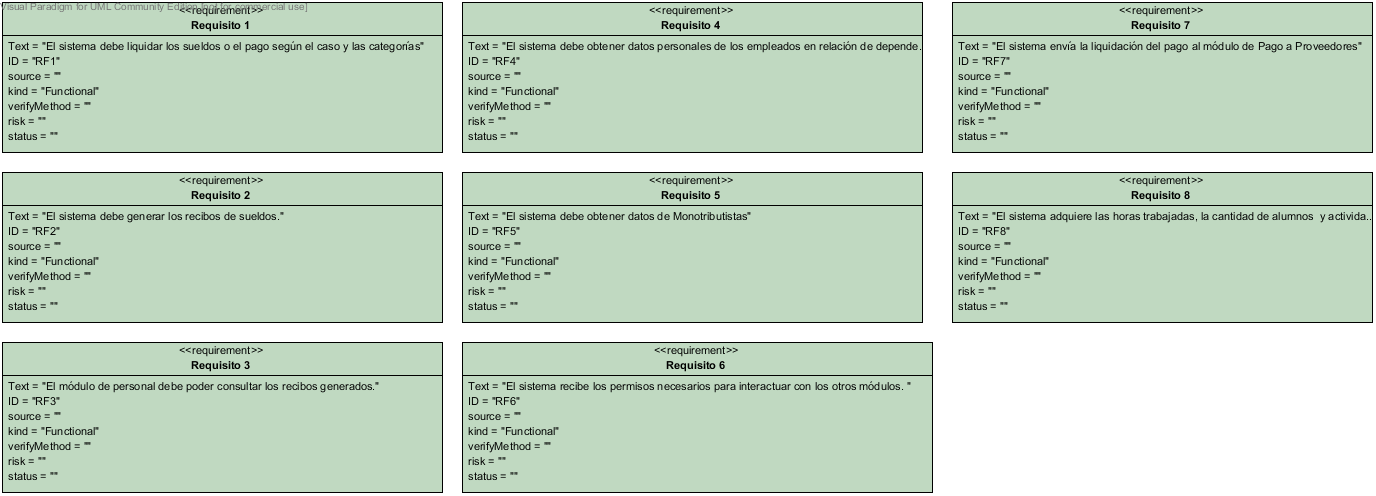 Visual Paradigm for UML Community Edition [not for commercial use]
<<requirement>>
Requisito 1
Text = "El sistema debe liquidar los sueldos o el pago según el caso y las categorías"
ID = "RF1"
source = ""
kind = "Functional"
verifyMethod = ""
risk = ""
status = ""
<<requirement>>
Requisito 4
Text = "El sistema debe obtener datos personales de los empleados en relación de depende.
ID = "RF4"
source = ""
kind = "Functional"
verifyMethod = ""
risk = ""
status = ""
<<requirement>>
Requisito 7
Text = "El sistema envía la liquidación del pago al módulo de Pago a Proveedores"
ID = "RF7"
source = ""
kind = "Functional"
verifyMethod = ""
risk = ""
status = ""
<<requirement>>
Requisito 2
Text = "El sistema debe generar los recibos de sueldos."
ID = "RF2"
source = ""
kind = "Functional"
verifyMethod = ""
risk = ""
status = ""
<<requirement>>
Requisito 5
Text = "El sistema debe obtener datos de Monotributistas"
ID = "RF5"
source = ""
kind = "Functional"
verifyMethod = ""
risk = ""
status = ""
<<requirement>>
Requisito 8
Text = "El sistema adquiere las horas trabajadas, la cantidad de alumnos  y activida..
ID = "RF8"
source = ""
kind = "Functional"
verifyMethod = ""
risk = ""
status = ""
<<requirement>>
Requisito 3
Text = "El módulo de personal debe poder consultar los recibos generados."
ID = "RF3"
source = ""
kind = "Functional"
verifyMethod = ""
risk = ""
status = ""
<<requirement>>
Requisito 6
Text = "El sistema recibe los permisos necesarios para interactuar con los otros módulos. "
ID = "RF6"
source = ""
kind = "Functional"
verifyMethod = ""
risk = ""
status = ""